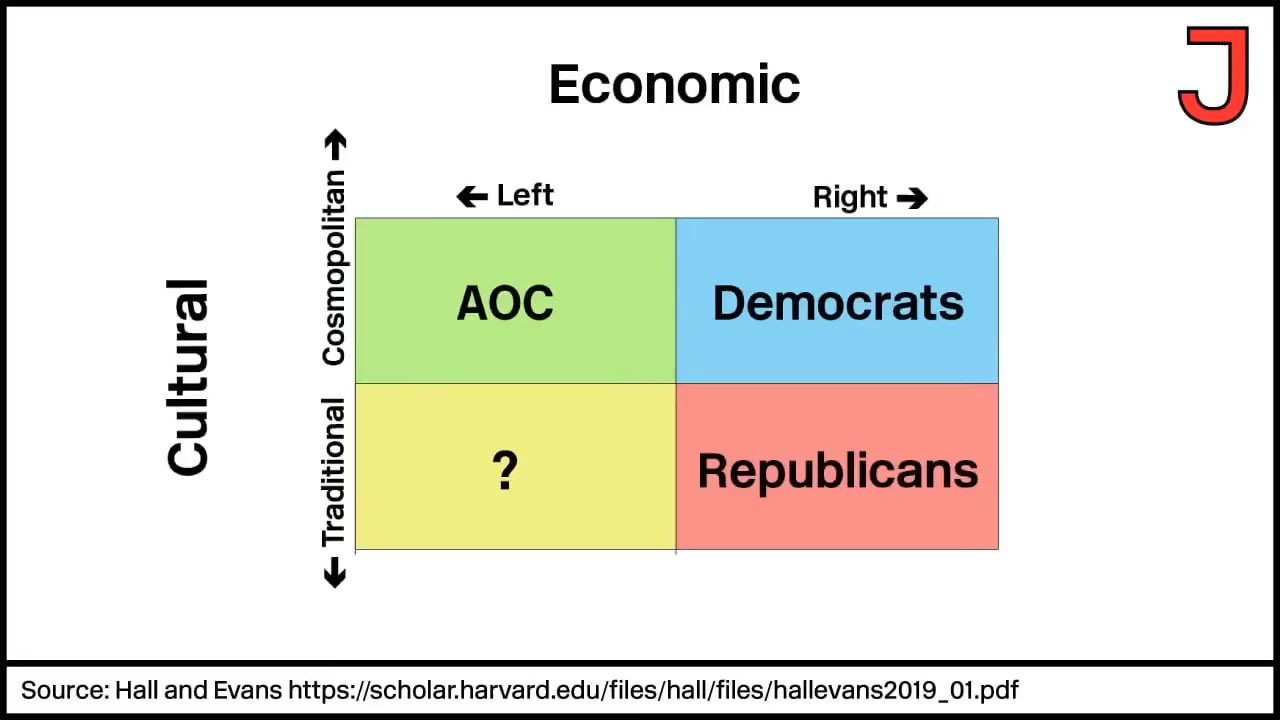 J
Economic
← Left
Right →
Cultural
← Traditional
Cosmopolitan →
AOC
Democrats
?
Republicans
Source: Hall and Evans https://scholar.harvard.edu/files/hall/files/hallevans2019_01.pdf